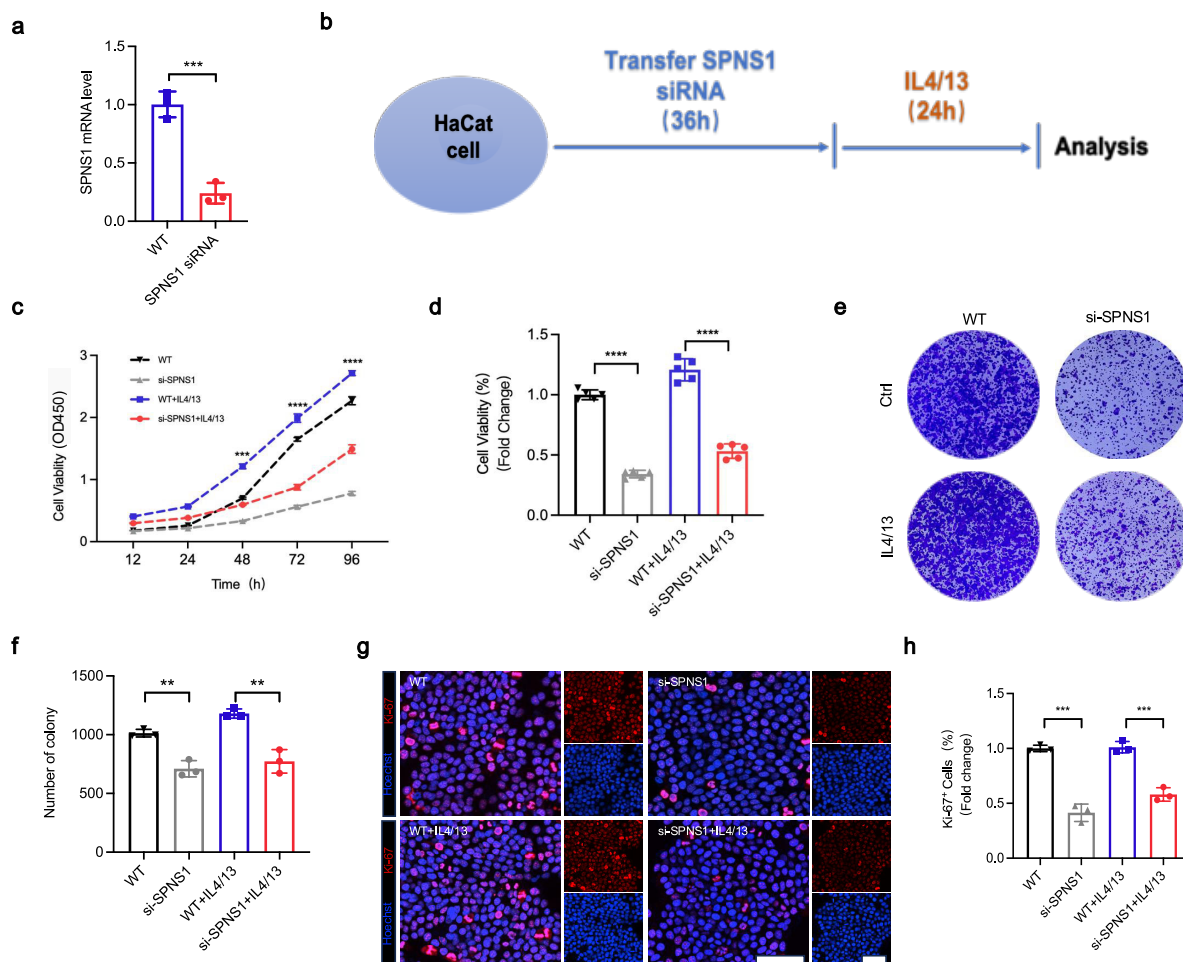 a
SPNS1 mRNA level
1.5
1.0
0.5
0.0
***
WT
SPNS1 siRNA
b
HaCat
cell
Transfer SPNS1
siRNA
(36h)
IL4/13
(24h)
Analysis
c
Cell Viablity (OD450)
3
2
1
0
WT
si-SPNS1
WT+IL4/13
si-SPNS1+IL4/13
***
****
****
12
24
48
72
96
Time (h)
d
Cell Viablity (%)
(Fold Change)
1.5
1.0
0.5
0.0
****
****
WT
si-SPNS1
WT+IL4/13
si-SPNS1+IL4/13
e
WT
si-SPNS1
Ctrl
IL4/13
f
Number of colony
1500
1000
500
0
**
**
WT
si-SPNS1
WT+IL4/13
si-SPNS1+IL4/13
g
Hoechst Ki-67
WT
si-SPNS1
Hoechst Ki-67
WT+IL4/13
si-SPNS1+IL4/13
h
Ki-67⁺ Cells (%)
(Fold change)
1.5
1.0
0.5
0.0
***
***
WT
si-SPNS1
WT+IL4/13
si-SPNS1+IL4/13